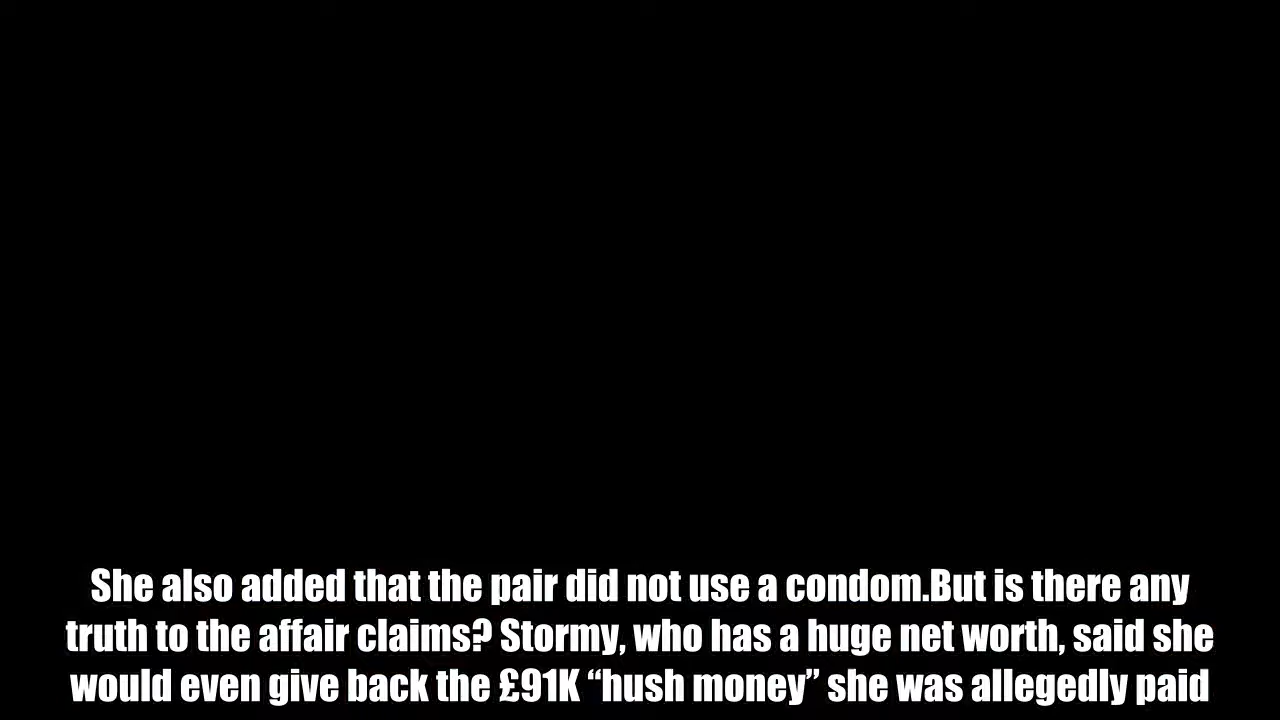 She also added that the pair did not use a condom.But is there any
truth to the affair claims? Stormy, who has a huge net worth, said she
would even give back the £91K “hush money” she was allegedly paid